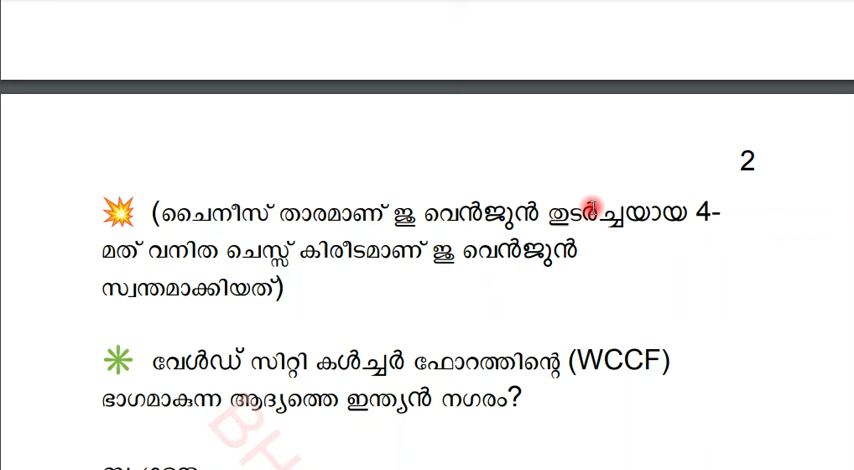 2
💥 (ചൈനീസ് താരമാണ് ജു വെൻജുൻ തുടർച്ചയായ 4-
മത് വനിത ചെസ്സ് കിരീടമാണ് ജു വെൻജുൻ
സ്വന്തമാക്കിയത്)
✳️ വേൾഡ് സിറ്റി കൾച്ചർ ഫോറത്തിന്റെ (WCCF)
ഭാഗമാകുന്ന ആദ്യത്തെ ഇന്ത്യൻ നഗരം?
BH